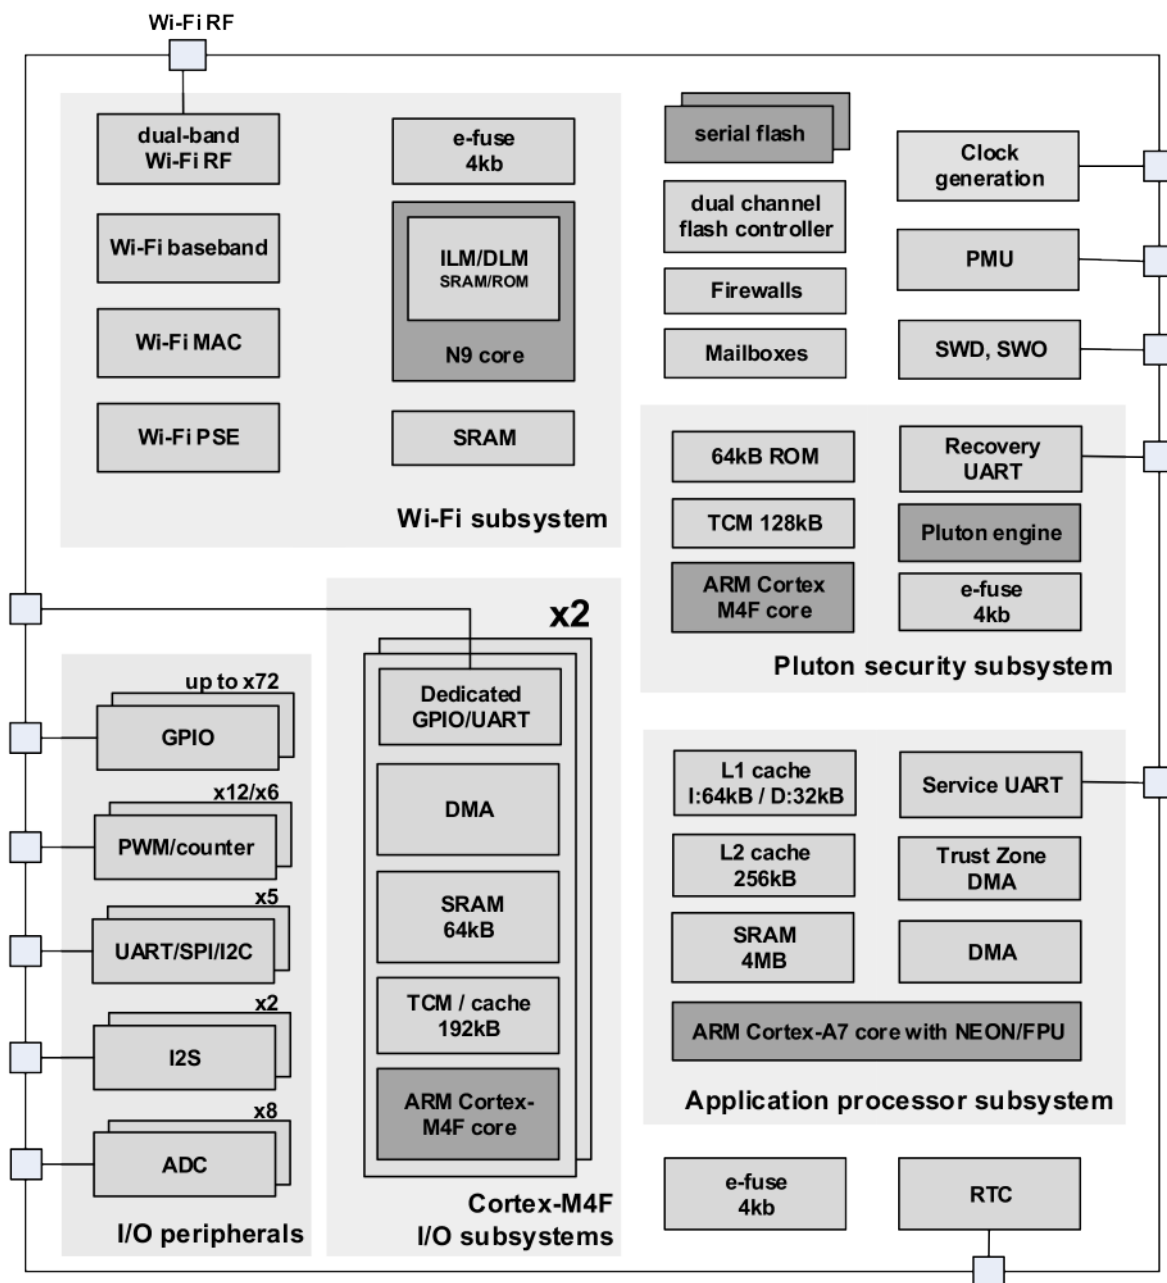 Wi-Fi RF
dual-band
Wi-Fi RF
Wi-Fi baseband
Wi-Fi MAC
Wi-Fi PSE
e-fuse
4kb
ILM/DLM
SRAM/ROM
N9 core
SRAM
Wi-Fi subsystem
serial flash
dual channel
flash controller
Firewalls
Mailboxes
Clock
generation
PMU
SWD, SWO
64kB ROM
TCM 128kB
ARM Cortex
M4F core
Recovery
UART
Pluton engine
e-fuse
4kb
Pluton security subsystem
up to x72
GPIO
x12/x6
PWM/counter
x5
UART/SPI/I2C
x2
I2S
x8
ADC
I/O peripherals
x2
Dedicated
GPIO/UART
DMA
SRAM
64kB
TCM / cache
192kB
ARM Cortex-
M4F core
Cortex-M4F
I/O subsystems
L1 cache
I:64kB / D:32kB
L2 cache
256kB
SRAM
4MB
Service UART
Trust Zone
DMA
DMA
ARM Cortex-A7 core with NEON/FPU
Application processor subsystem
e-fuse
4kb
RTC